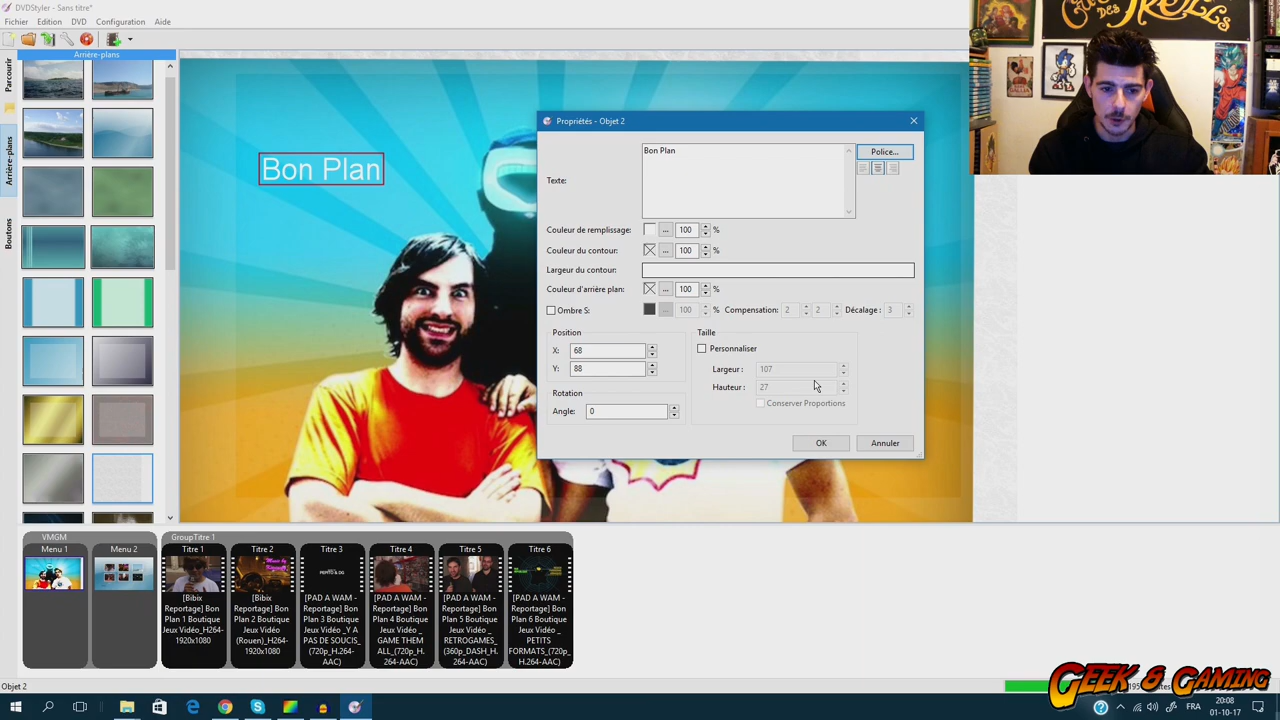 DVDStyler - Sans titre*
Fichier Edition DVD Configuration Aide
Arrière-plans
Parcourir
Arrière-plans
Boutons
Bon Plan
Propriétés - Objet 2
Texte:
Bon Plan
Police...
Couleur de remplissage: ... 100 %
Couleur du contour: ... 100 %
Largeur du contour:
Couleur d'arrière plan: ... 100 %
Ombre S: ... 100 % Compensation: 2 2 Décalage : 3
Position
X: 68
Y: 88
Rotation
Angle: 0
Taille
Personnaliser
Largeur : 107
Hauteur : 27
Conserver Proportions
OK Annuler
DES TROLLS
VMGM
Menu 1 Menu 2
GroupTitre 1
Titre 1
[Bibix
Reportage] Bon
Plan 1 Boutique
Jeux Vidéo_H264-
1920x1080
Titre 2
[Bibix
Reportage] Bon
Plan 2 Boutique
Jeux Vidéo
(Rouen)_H264-
1920x1080
Titre 3
[PAD A WAM -
Reportage] Bon
Plan 3 Boutique
Jeux Vidéo _Y A
PAS DE SOUCIS_
(720p_H.264-
AAC)
Titre 4
[PAD A WAM -
Reportage] Bon
Plan 4 Boutique
Jeux Vidéo _
GAME THEM
ALL_(720p_H.
264-AAC)
Titre 5
[PAD A WAM -
Reportage] Bon
Plan 5 Boutique
Jeux Vidéo _
RETROGAMES_
(360p_DASH_H.
264-AAC)
Titre 6
[PAD A WAM -
Reportage] Bon
Plan 6 Boutique
Jeux Vidéo _
PETITS
FORMATS_(720p_
H.264-AAC)
Objet 2
GEEK & GAMING
FRA
20:08
01-10-17